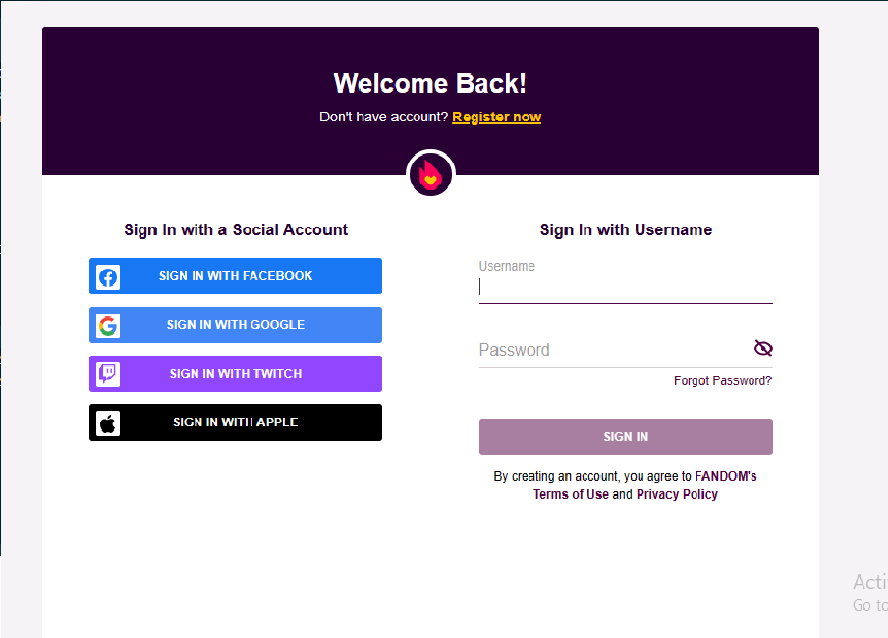 Welcome Back!
Don't have account? Register now
Sign In with a Social Account
SIGN IN WITH FACEBOOK
SIGN IN WITH GOOGLE
SIGN IN WITH TWITCH
SIGN IN WITH APPLE
Sign In with Username
Username
Password
Forgot Password?
SIGN IN
By creating an account, you agree to FANDOM's
Terms of Use and Privacy Policy
Go to